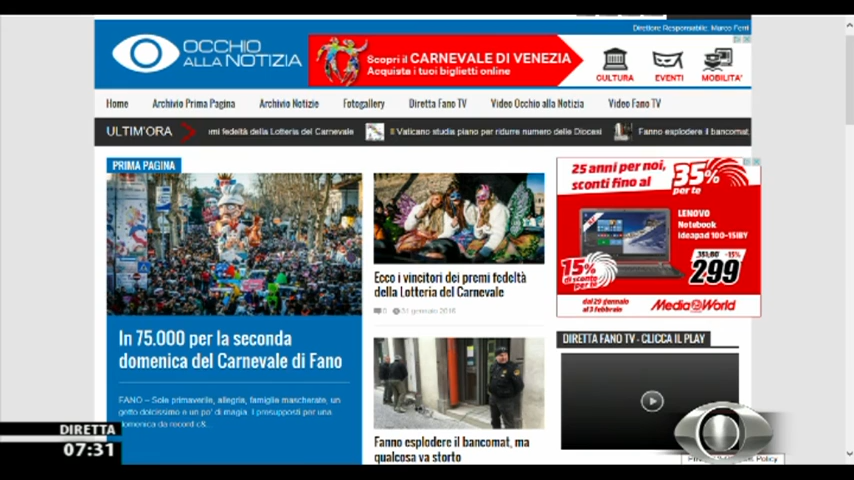 Direttore Responsabile: Marco Ferri
OCCHIO
ALLA NOTIZIA
Scopri il CARNEVALE DI VENEZIA
Acquista i tuoi biglietti online
CULTURA
EVENTI
MOBILITA'
Home
Archivio Prima Pagina
Archivio Notizie
Fotogallery
Diretta Fano TV
Video Occhio alla Notizia
Video Fano TV
ULTIM'ORA
emi fedeltà della Lotteria del Carnevale
Il Vaticano studia piano per ridurre numero delle Diocesi
Fanno esplodere il bancomat,
PRIMA PAGINA
In 75.000 per la seconda
domenica del Carnevale di Fano
FANO – Sole primaverile, allegria, famiglie mascherate, un
getto dolcissimo e un po' di magia. I presupposti per una
domenica da record c&...
Ecco i vincitori dei premi fedeltà
della Lotteria del Carnevale
0
31 gennaio 2016
Fanno esplodere il bancomat, ma
qualcosa va storto
25 anni per noi,
sconti fino al
35%
per te
LENOVO
Notebook
Ideapad 100-15IBY
-15%
299
15%
di sconto
per te
dal 29 gennaio
al 3 febbraio
MediaWorld
DIRETTA FANO TV - CLICCA IL PLAY
Policy
DIRETTA
07:31